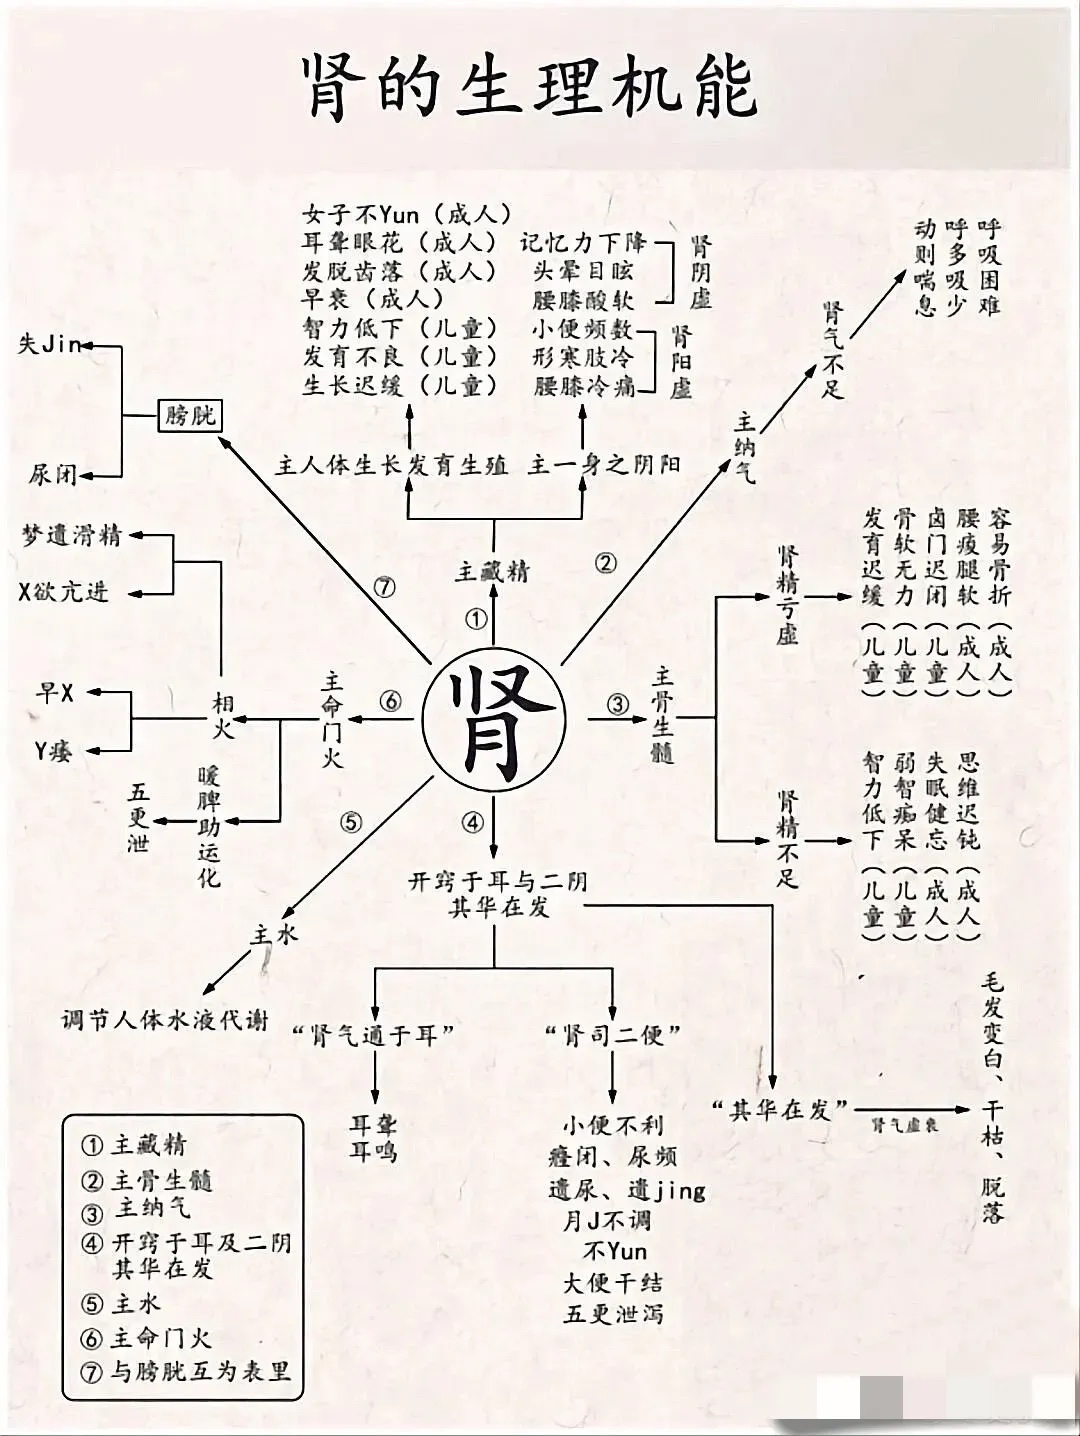 肾的生理机能
女子不Yun（成人）
耳聋眼花（成人）
发脱齿落（成人）
早衰（成人）
智力低下（儿童）
发育不良（儿童）
生长迟缓（儿童）
记忆力下降
头晕目眩
腰膝酸软
肾阴虚
小便频数
形寒肢冷
腰膝冷痛
肾阳虚
主人体生长发育生殖
主一身之阴阳
①
主藏精
呼吸困难
呼多吸少
动则喘息
肾气不足
主纳气
②
失Jin
尿闭
膀胱
⑦
梦遗滑精
X欲亢进
早X
Y痿
相火
主命门火
⑥
暖脾助运化
五更泄
肾
③
主骨生髓
肾精亏虚
发育迟缓（儿童）
骨软无力（儿童）
卤门迟闭（儿童）
腰疫腿软（成人）
容易骨折（成人）
肾精不足
智力低下（儿童）
弱智痴呆（儿童）
失眠健忘（成人）
思维迟钝（成人）
⑤
主水
调节人体水液代谢
④
开窍于耳与二阴
其华在发
“肾气通于耳”
耳聋
耳鸣
“肾司二便”
小便不利
癃闭、尿频
遗尿、遗jing
月J不调
不Yun
大便干结
五更泄泻
“其华在发”
肾气虚衰
毛发变白、干枯、脱落
① 主藏精
② 主骨生髓
③ 主纳气
④ 开窍于耳及二阴
其华在发
⑤ 主水
⑥ 主命门火
⑦ 与膀胱互为表里